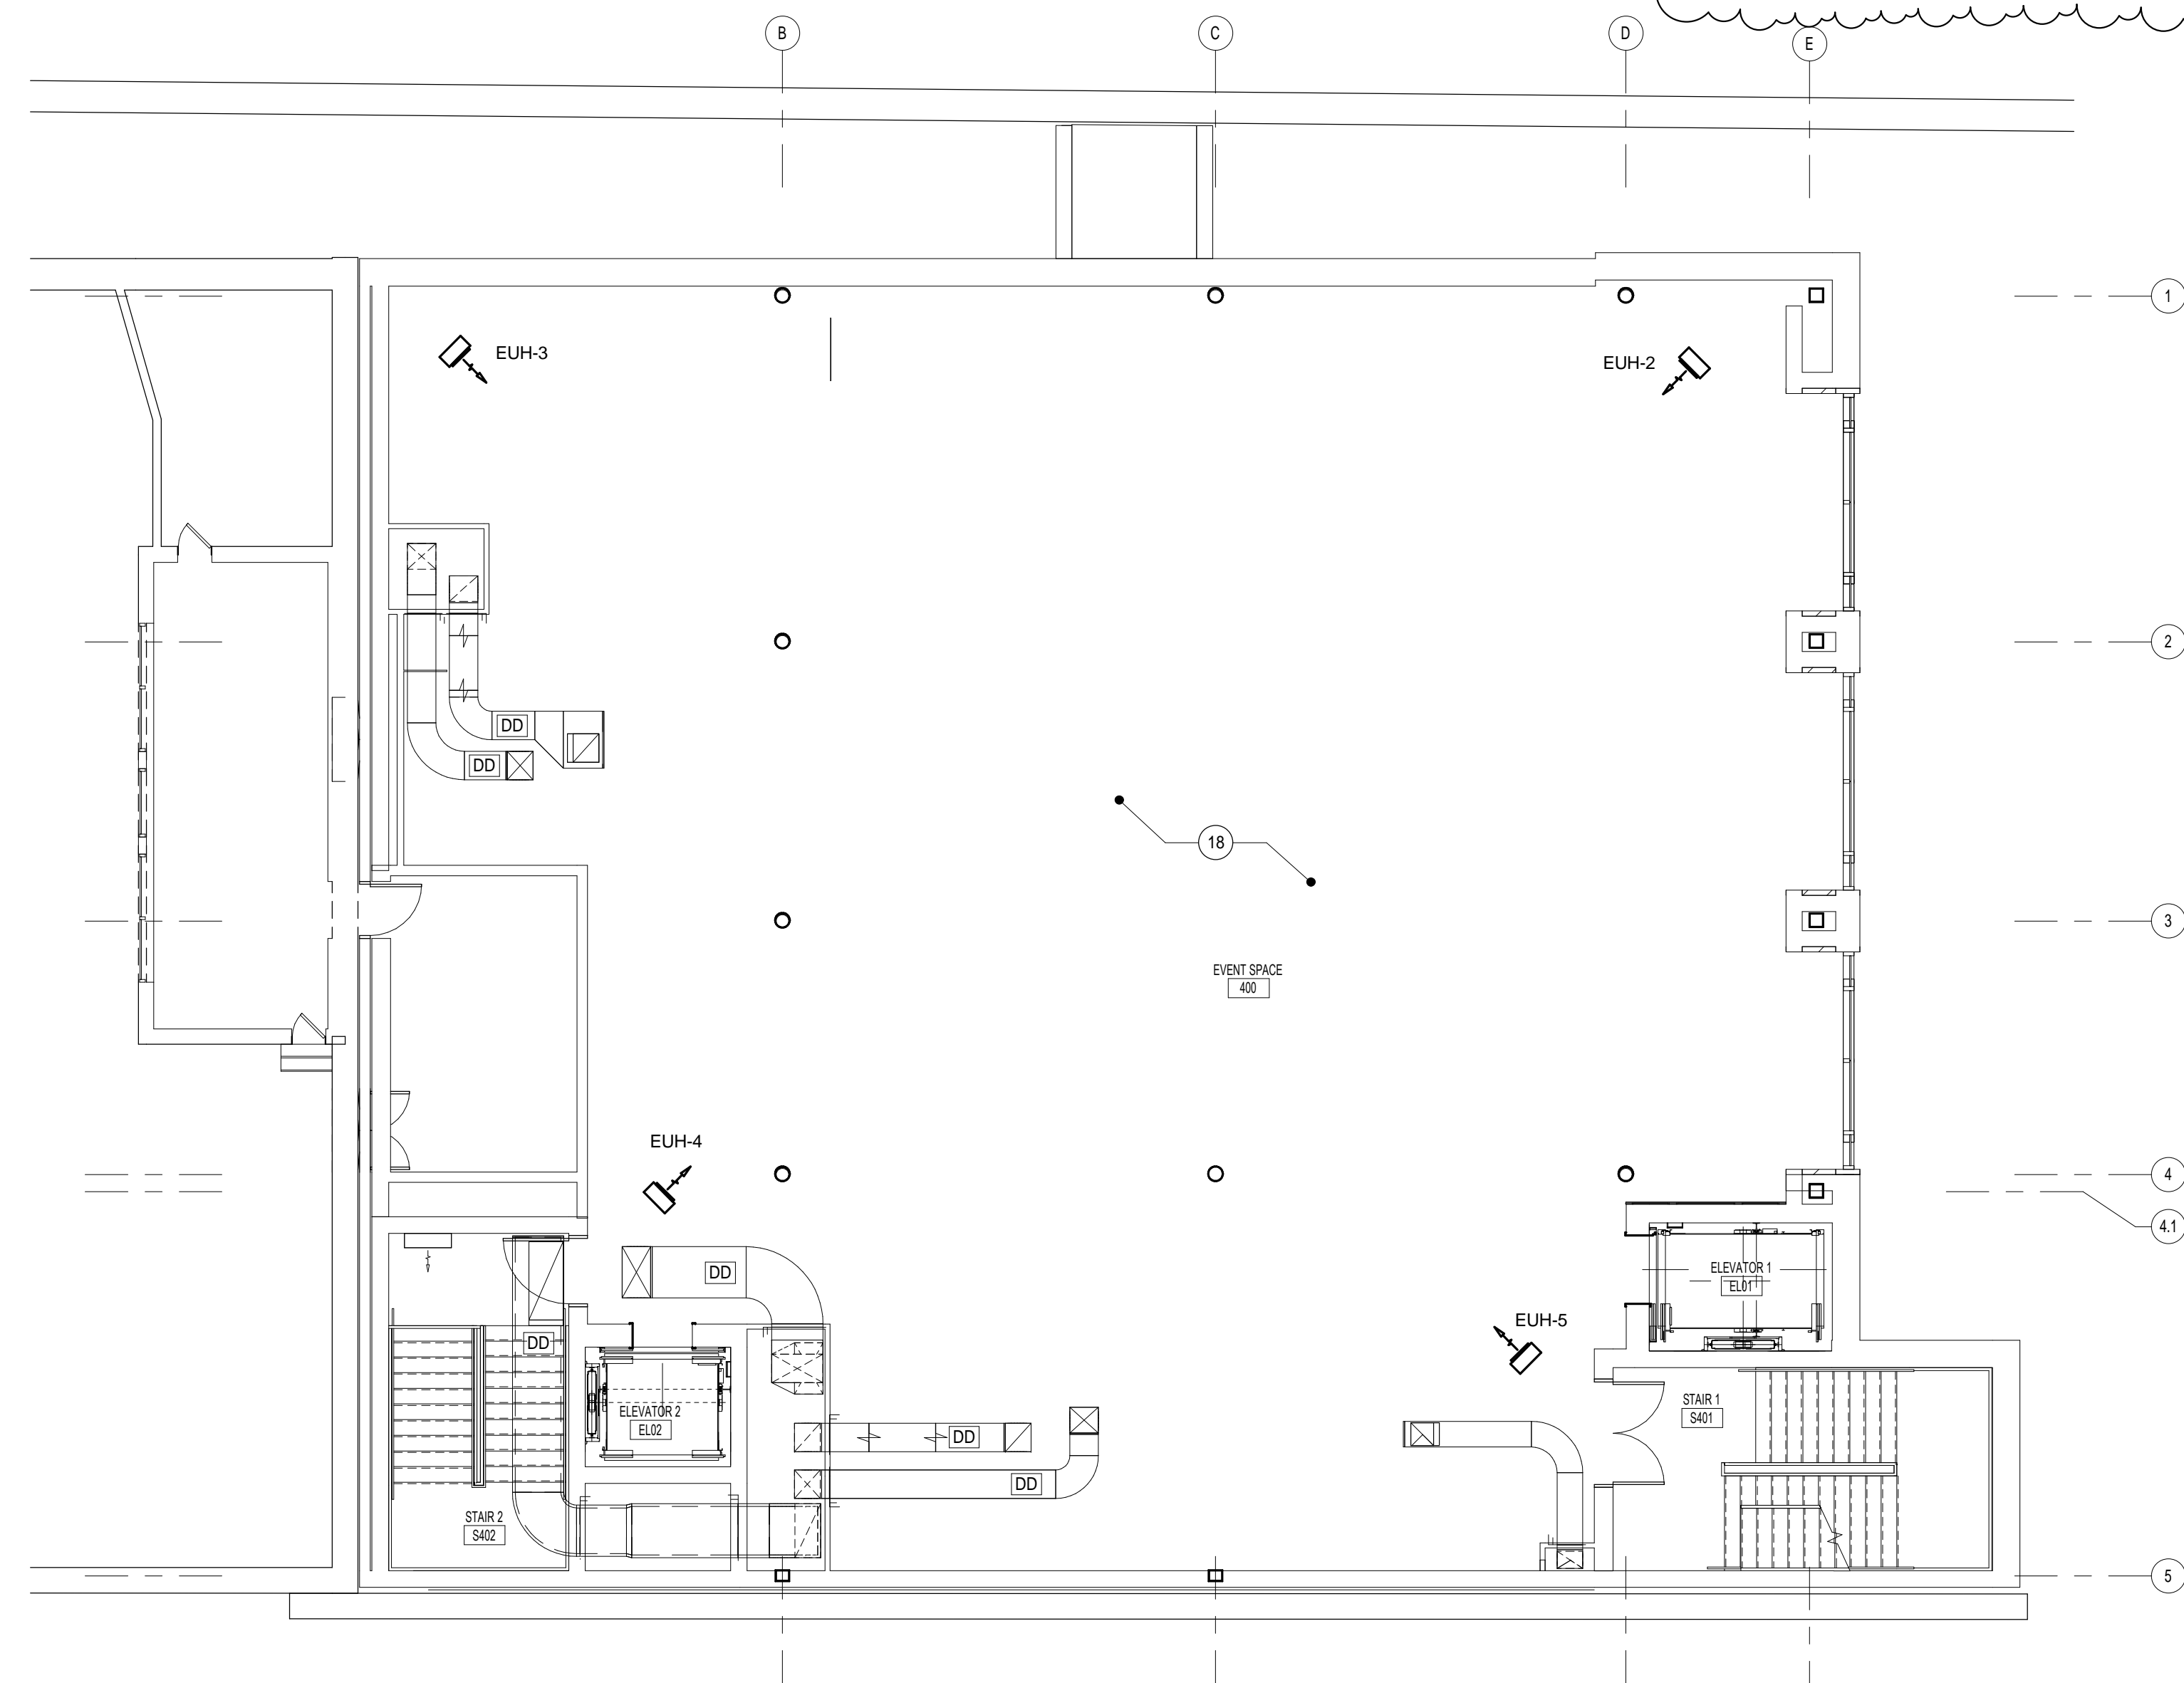 B
C
D
E
1
EUH-3
EUH-2
2
DD
DD
18
3
EVENT SPACE
400
EUH-4
4
4.1
DD
ELEVATOR 1
EL01
EUH-5
DD
STAIR 1
S401
ELEVATOR 2
EL02
DD
DD
STAIR 2
S402
5